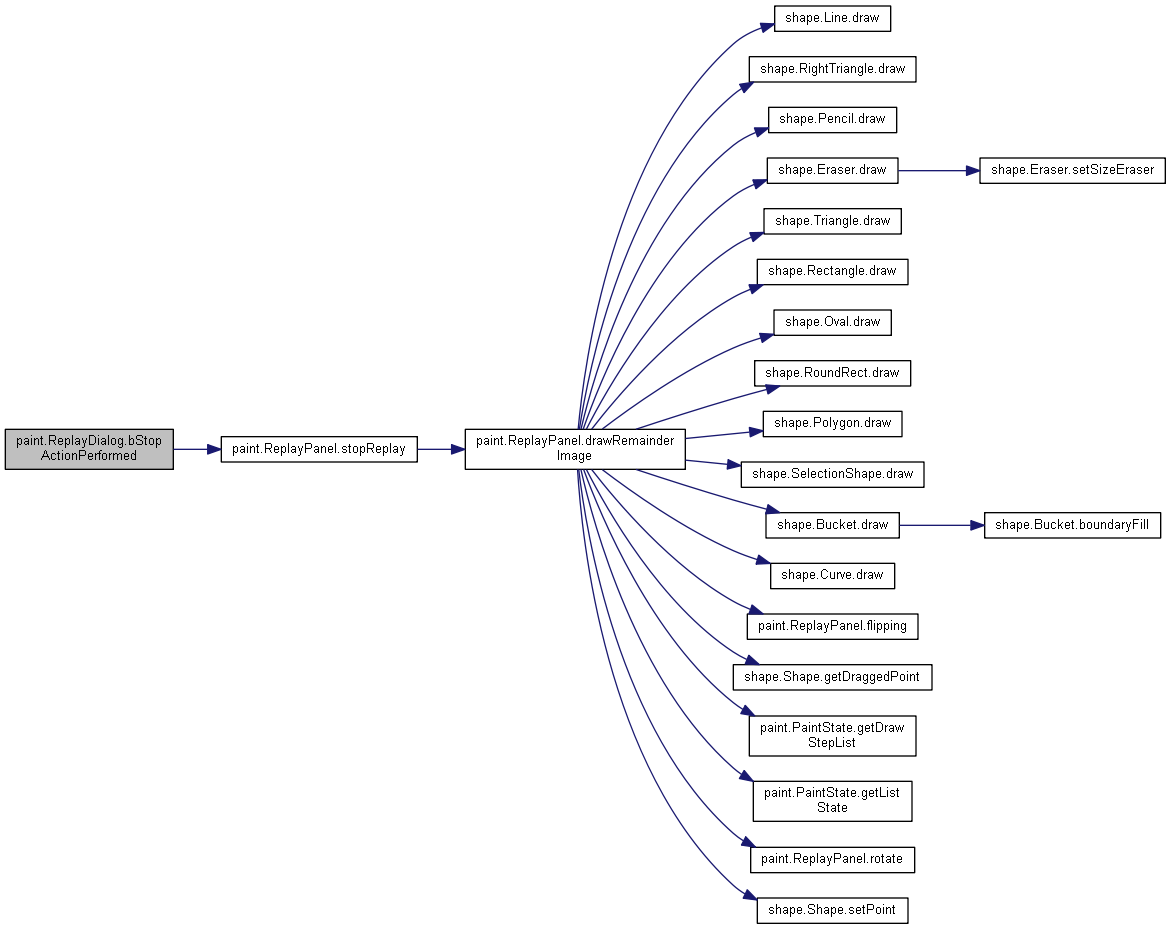 paint.ReplayDialog.bStop
ActionPerformed
paint.ReplayPanel.stopReplay
paint.ReplayPanel.drawRemainder
Image
shape.Line.draw
shape.RightTriangle.draw
shape.Pencil.draw
shape.Eraser.draw
shape.Eraser.setSizeEraser
shape.Triangle.draw
shape.Rectangle.draw
shape.Oval.draw
shape.RoundRect.draw
shape.Polygon.draw
shape.SelectionShape.draw
shape.Bucket.draw
shape.Bucket.boundaryFill
shape.Curve.draw
paint.ReplayPanel.flipping
shape.Shape.getDraggedPoint
paint.PaintState.getDraw
StepList
paint.PaintState.getList
State
paint.ReplayPanel.rotate
shape.Shape.setPoint